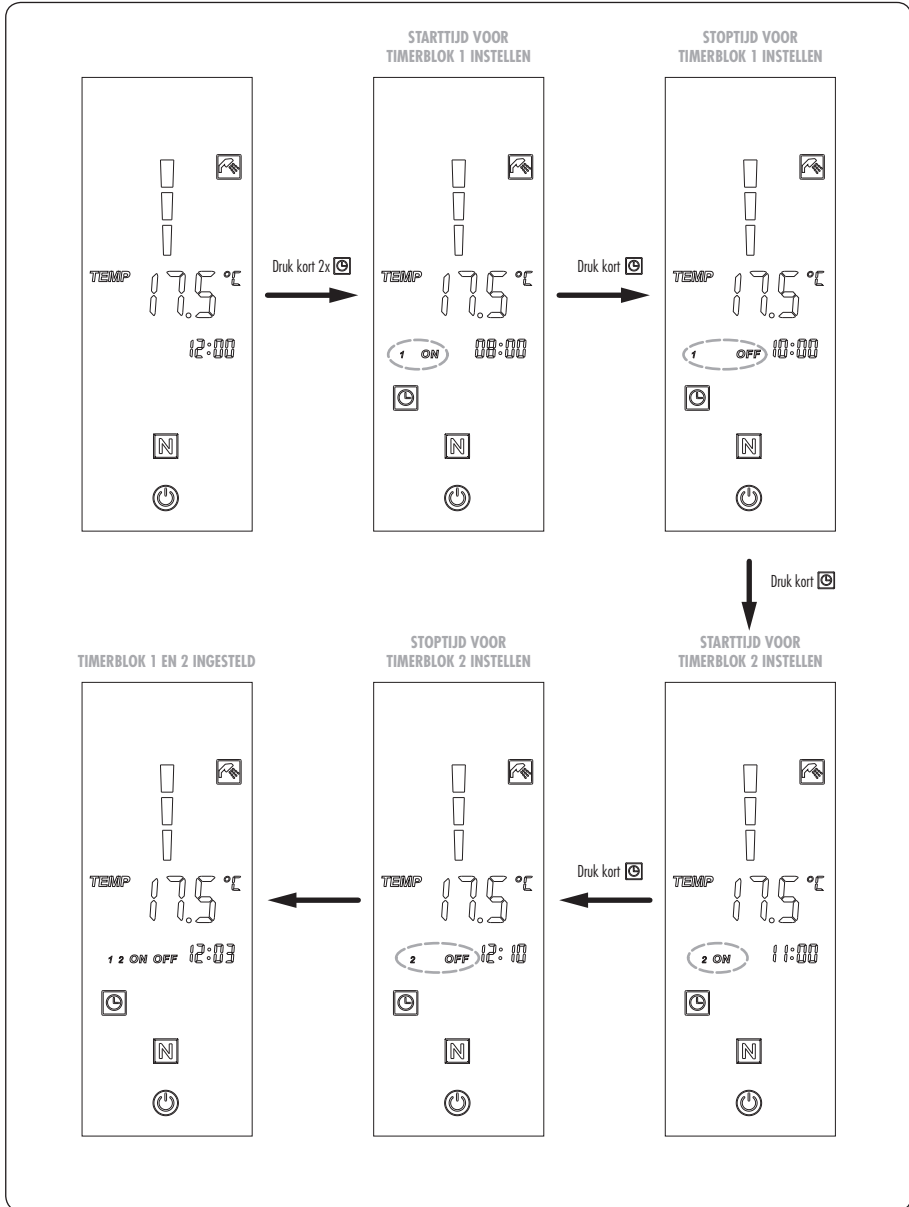 STARTTIJD VOOR
TIMERBLOK 1 INSTELLEN
STOPTIJD VOOR
TIMERBLOK 1 INSTELLEN
TEMP 17.5 °C
12:00
N
Druk kort 2x
TEMP 17.5 °C
1 ON 08:00
N
Druk kort
TEMP 17.5 °C
1 OFF 10:00
N
Druk kort
STARTTIJD VOOR
TIMERBLOK 2 INSTELLEN
TEMP 17.5 °C
2 ON 11:00
N
Druk kort
STOPTIJD VOOR
TIMERBLOK 2 INSTELLEN
TEMP 17.5 °C
2 OFF 12:10
N
TIMERBLOK 1 EN 2 INGESTELD
TEMP 17.5 °C
1 2 ON OFF 12:03
N